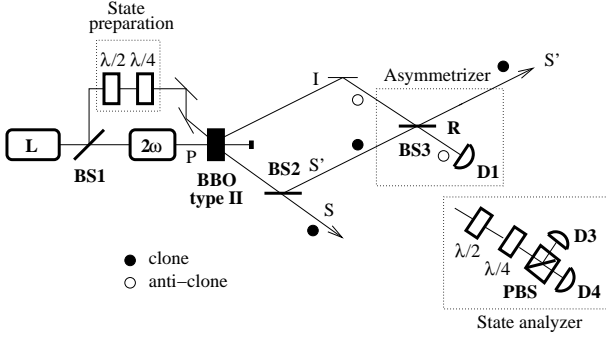 State
preparation
λ/2 λ/4
L
BS1
2ω
P
BBO
type II
I
BS2
S'
S
Asymmetrizer
R
BS3
D1
S'
clone
anti−clone
λ/2
λ/4
PBS
D3
D4
State analyzer